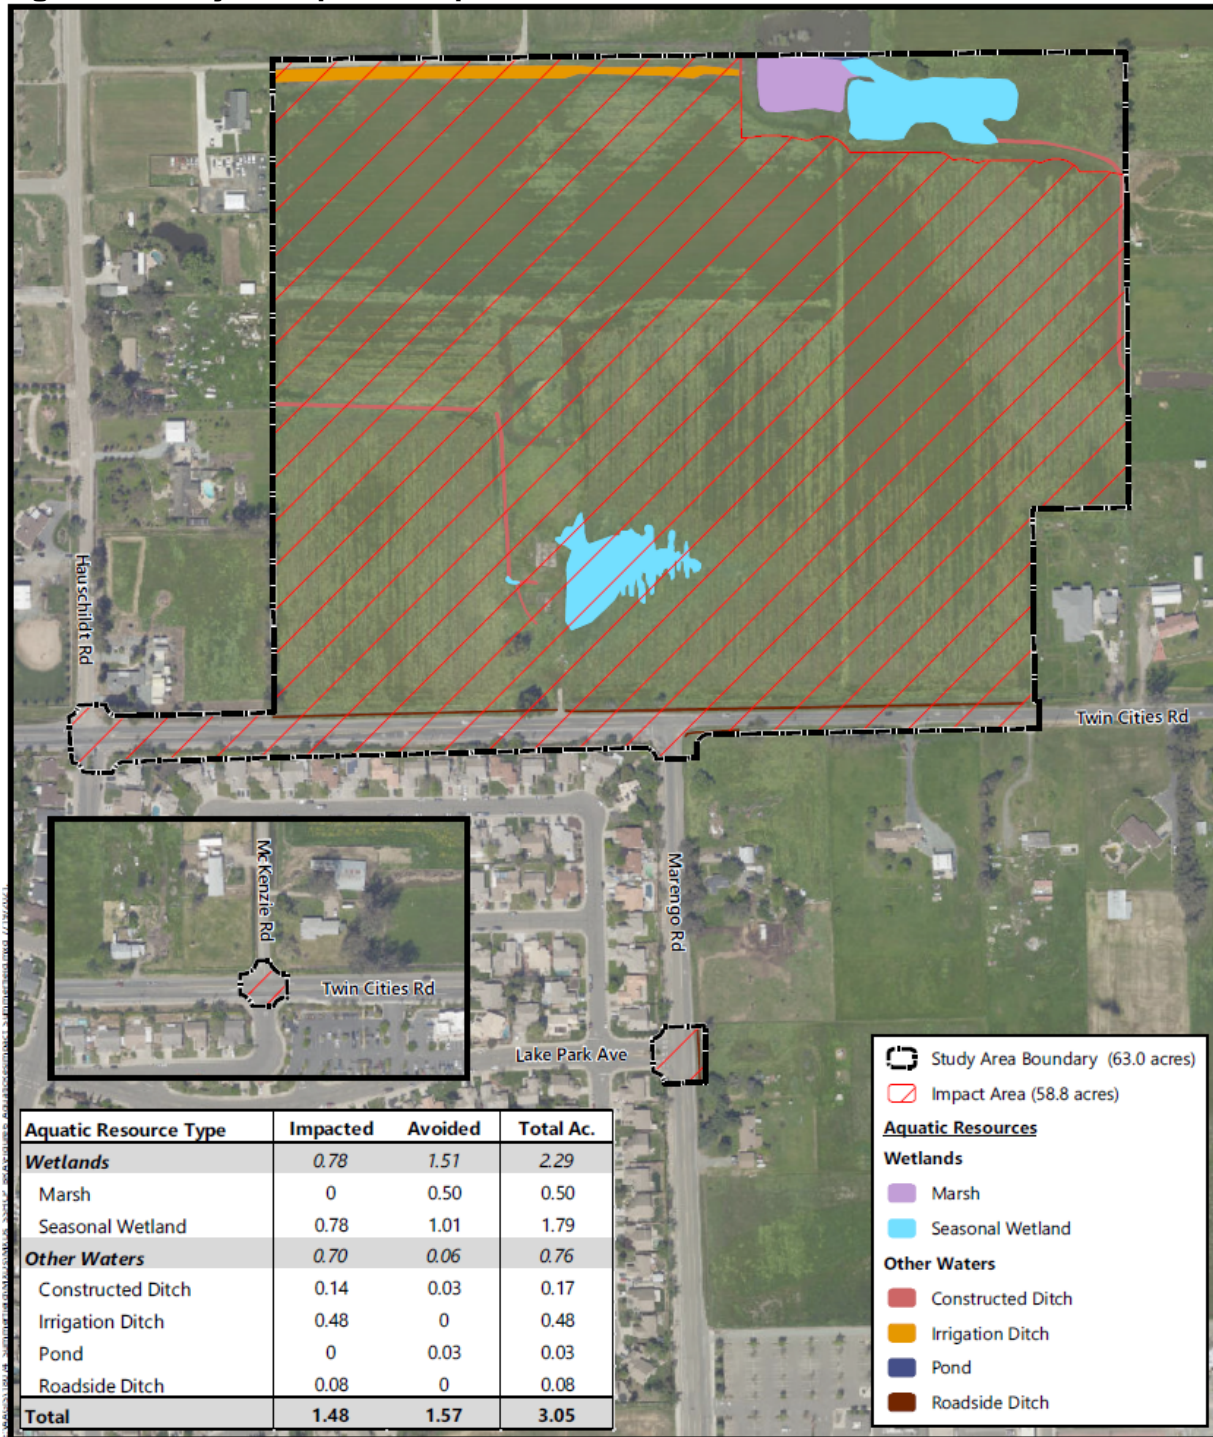 Hauschildt Rd
Twin Cities Rd
Mc Kenzie Rd
Twin Cities Rd
Marengo Rd
Lake Park Ave
Aquatic Resource Type Impacted Avoided Total Ac.
Wetlands 0.78 1.51 2.29
Marsh 0 0.50 0.50
Seasonal Wetland 0.78 1.01 1.79
Other Waters 0.70 0.06 0.76
Constructed Ditch 0.14 0.03 0.17
Irrigation Ditch 0.48 0 0.48
Pond 0 0.03 0.03
Roadside Ditch 0.08 0 0.08
Total 1.48 1.57 3.05
Study Area Boundary (63.0 acres)
Impact Area (58.8 acres)
Aquatic Resources
Wetlands
Marsh
Seasonal Wetland
Other Waters
Constructed Ditch
Irrigation Ditch
Pond
Roadside Ditch